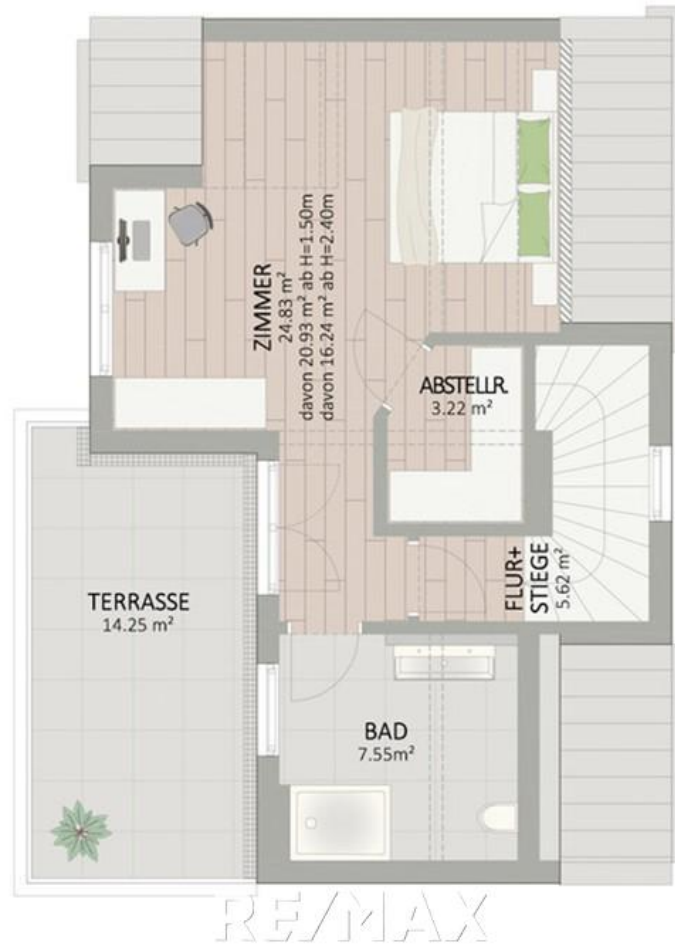 ZIMMER
24.83 m²
davon 20.93 m² ab H=1.50m
davon 16.24 m² ab H=2.40m
ABSTELLR.
3.22 m²
FLUR+
STIEGE
5.62 m²
TERRASSE
14.25 m²
BAD
7.55m²
RE/MAX